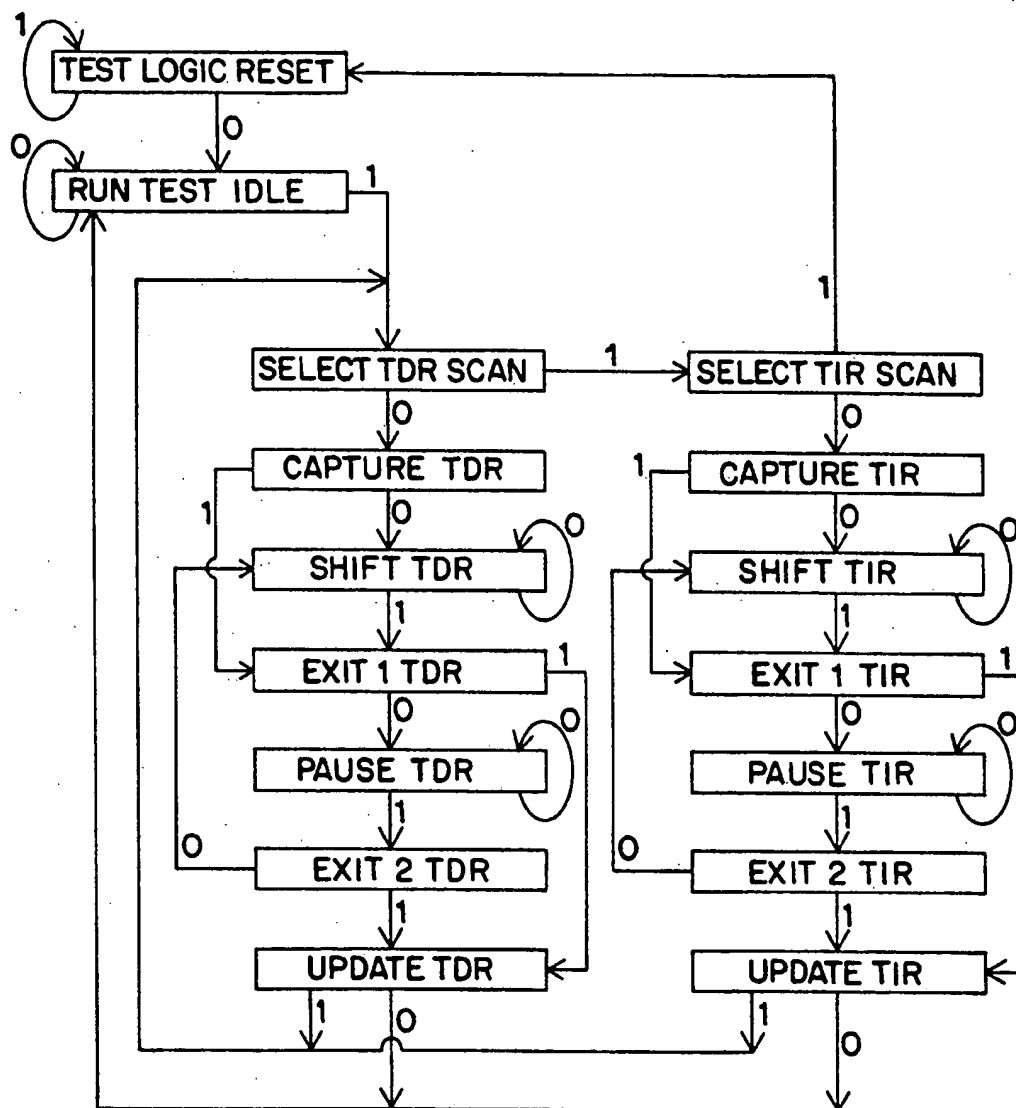 1
TEST LOGIC RESET
0
0
RUN TEST IDLE
1
1
SELECT TDR SCAN
1
SELECT TIR SCAN
0
0
CAPTURE TDR
1
CAPTURE TIR
1
0
0
0
0
SHIFT TDR
SHIFT TIR
1
1
EXIT 1 TDR
1
EXIT 1 TIR
1
0
0
0
0
PAUSE TDR
PAUSE TIR
1
1
0
EXIT 2 TDR
0
EXIT 2 TIR
1
1
UPDATE TDR
UPDATE TIR
1
0
1
0